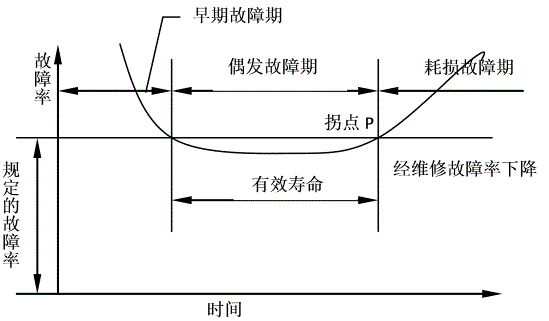 早期故障期
故障率
偶发故障期
耗损故障期
拐点 P
规定的故障率
有效寿命
经维修故障率下降
时间